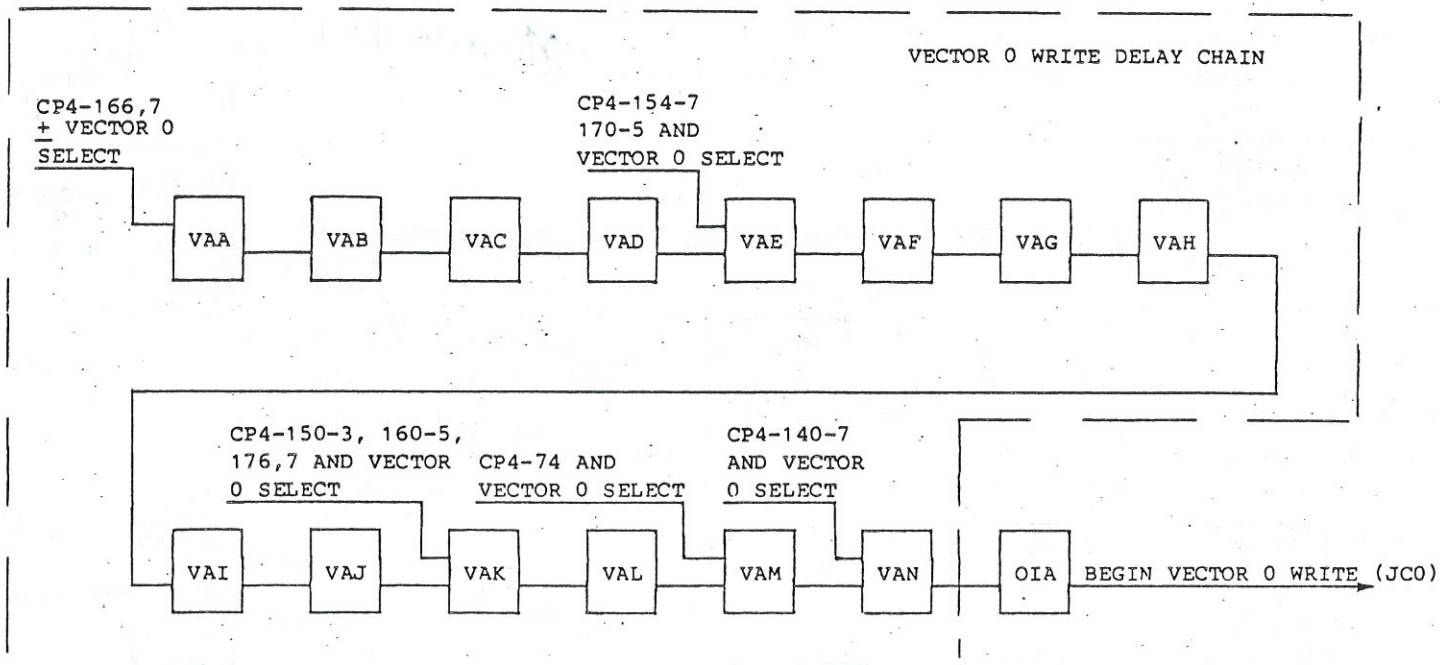 VECTOR 0 WRITE DELAY CHAIN
CP4-166,7
+ VECTOR 0
SELECT
CP4-154-7
170-5 AND
VECTOR 0 SELECT
VAA
VAB
VAC
VAD
VAE
VAF
VAG
VAH
CP4-150-3, 160-5,
176,7 AND VECTOR
0 SELECT
CP4-74 AND
VECTOR 0 SELECT
CP4-140-7
AND VECTOR
0 SELECT
VAI
VAJ
VAK
VAL
VAM
VAN
OIA
BEGIN VECTOR 0 WRITE (JC0)